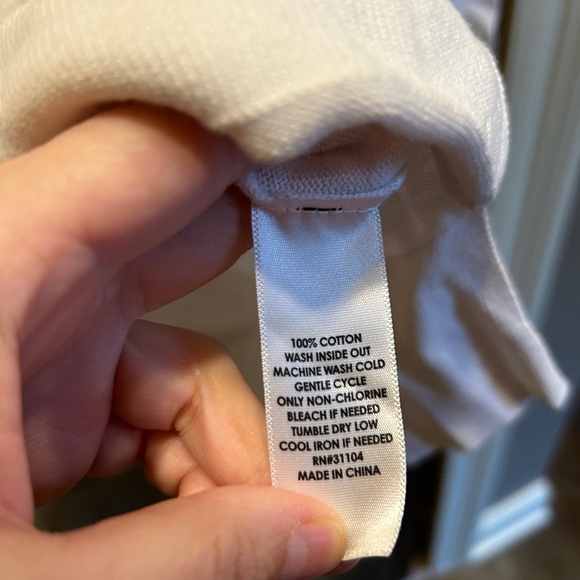 100% COTTON
WASH INSIDE OUT
MACHINE WASH COLD
GENTLE CYCLE
ONLY NON-CHLORINE
BLEACH IF NEEDED
TUMBLE DRY LOW
COOL IRON IF NEEDED
RN#31104
MADE IN CHINA